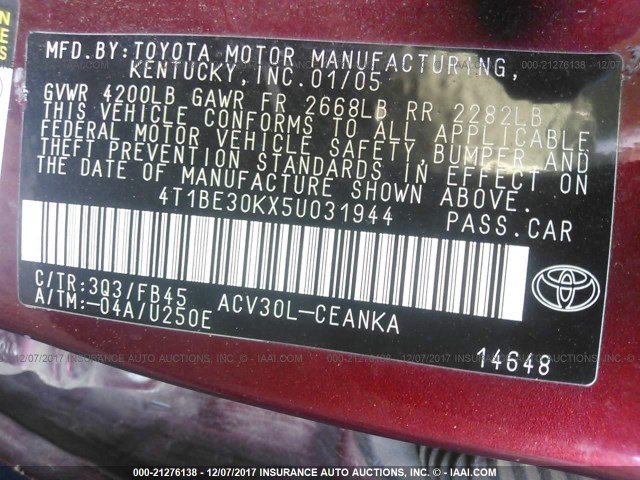 MFD.BY:TOYOTA MOTOR MANUFACTURING,
KENTUCKY, INC.01/05
GVWR 4200LB GAWR FR 2668LB RR 2282LB
THIS VEHICLE CONFORMS TO ALL APPLICABLE
FEDERAL MOTOR VEHICLE SAFETY,BUMPER,AND
THEFT PREVENTION STANDARDS IN EFFECT ON
THE DATE OF MANUFACTURE SHOWN ABOVE.
4T1BE30KX5U031944 PASS.CAR
C/TR:3Q3/FB45 ACV30L-CEANKA
A/TM:-04A/U250E
TOYOTA
14648
000-21276138 - 12/07/2017 INSURANCE AUTO AUCTIONS - IAAI.COM